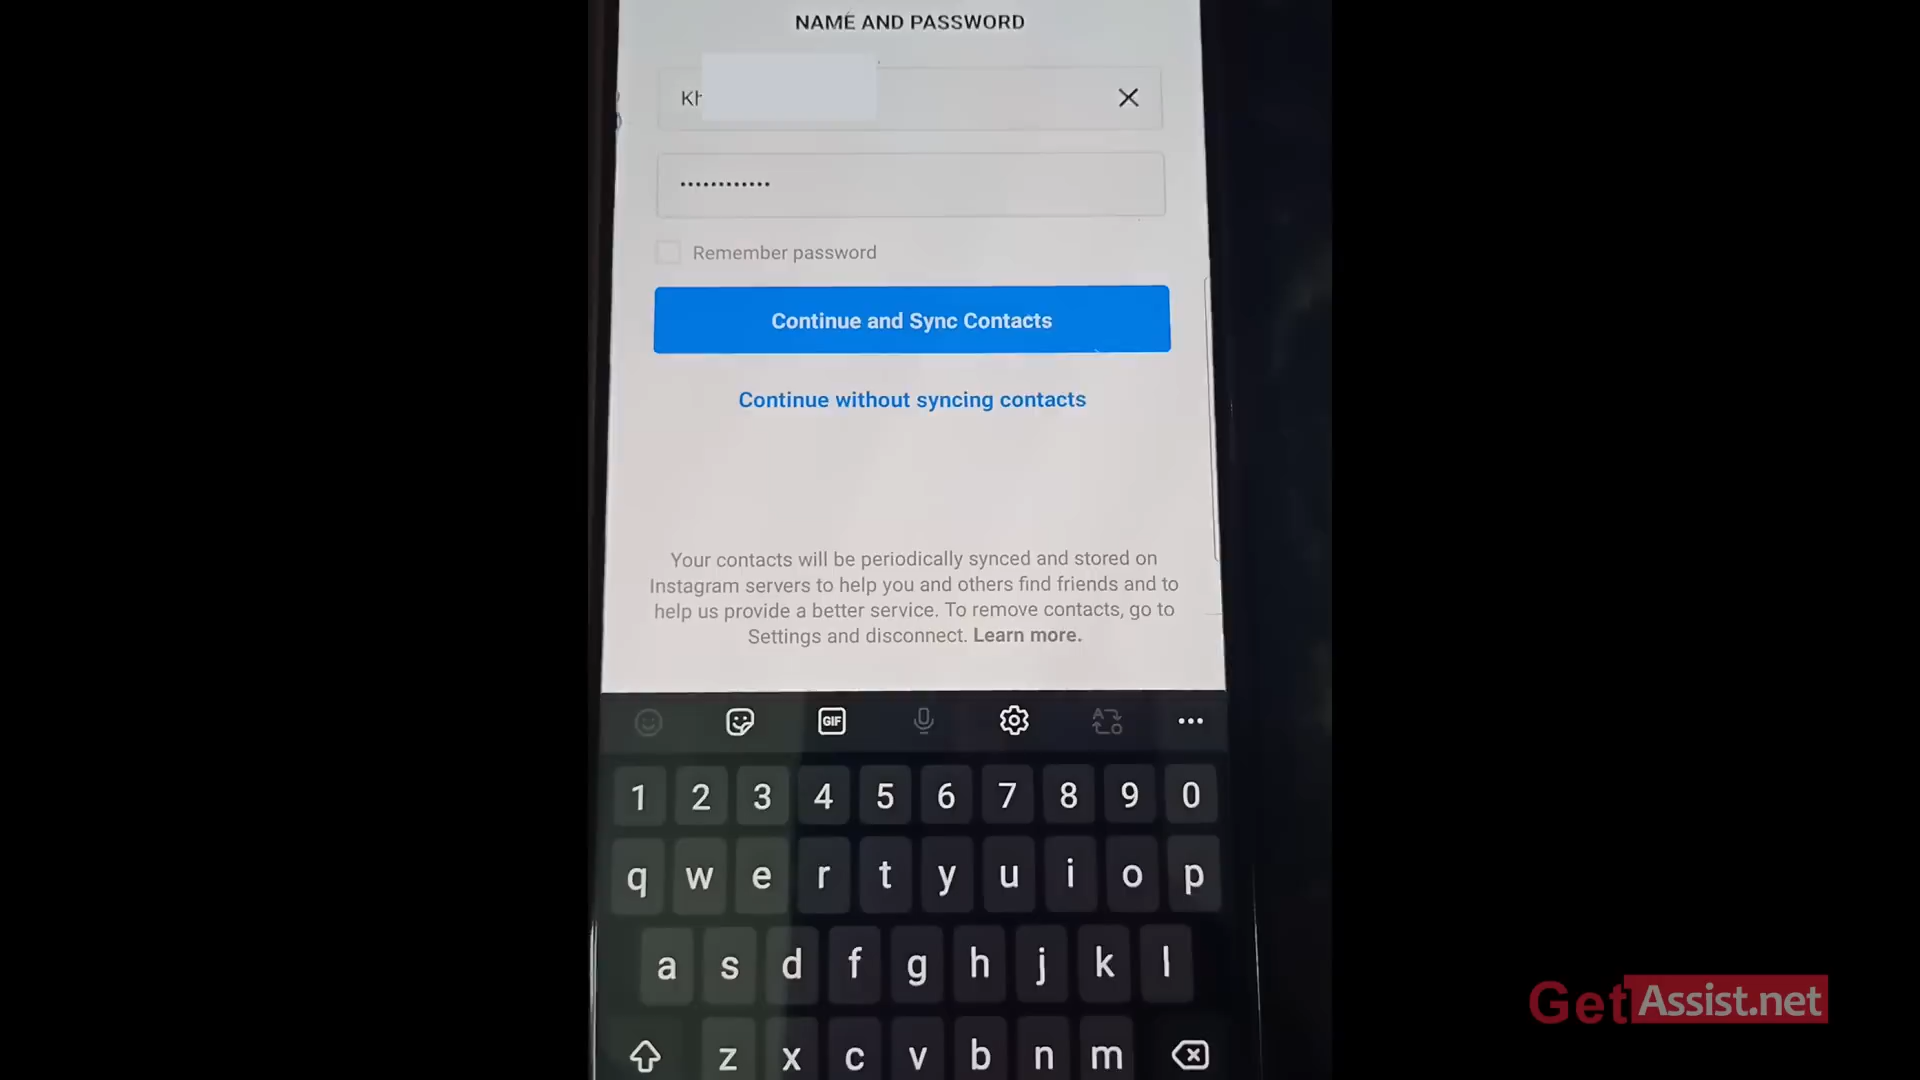 NAME AND PASSWORD
Kh
••••••••••••
Remember password
Continue and Sync Contacts
Continue without syncing contacts
Your contacts will be periodically synced and stored on
Instagram servers to help you and others find friends and to
help us provide a better service. To remove contacts, go to
Settings and disconnect. Learn more.
GIF
1 2 3 4 5 6 7 8 9 0
q w e r t y u i o p
a s d f g h j k l
z x c v b n m
GetAssist.net